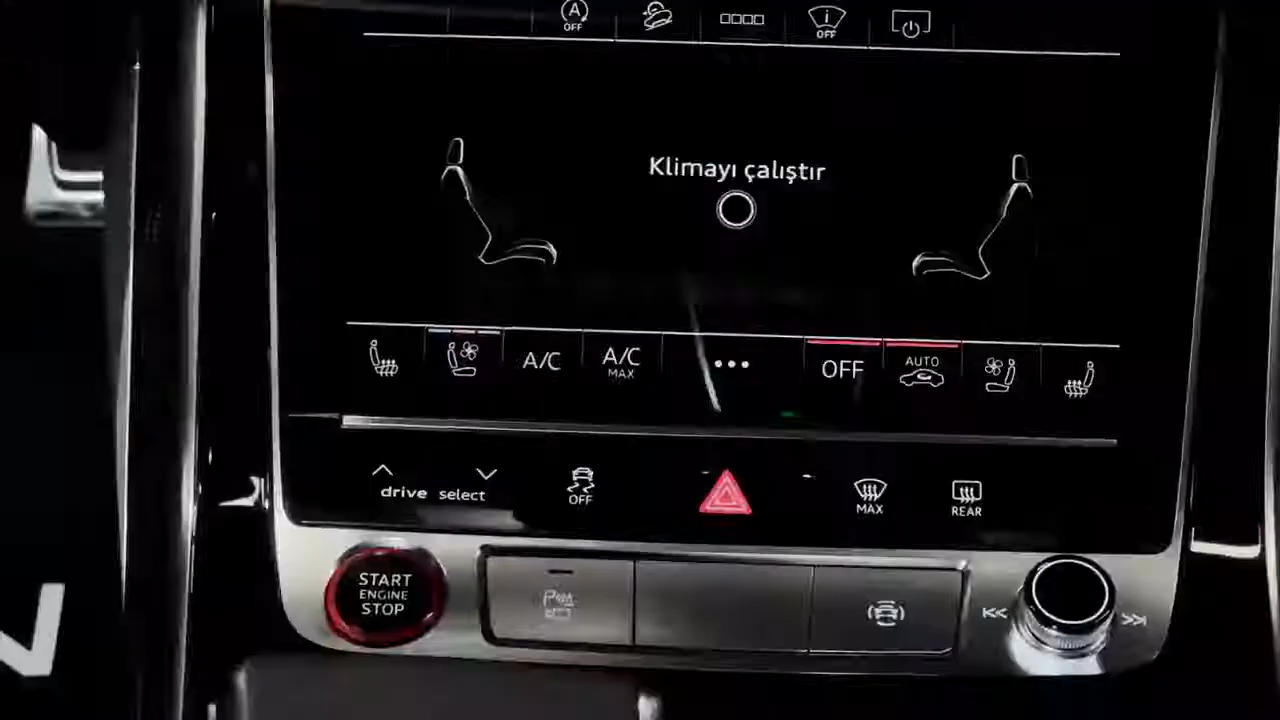 A
OFF
i
OFF
Klimayı çalıştır
A/C
A/C
MAX
OFF
AUTO
drive select
OFF
MAX
REAR
START
ENGINE
STOP